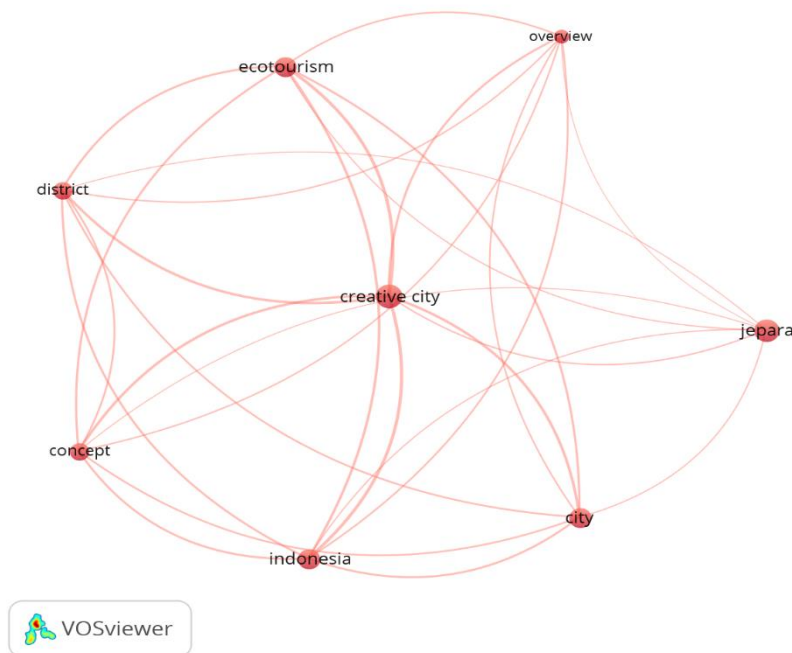 overview
ecotourism
district
creative city
jepara
concept
city
indonesia
VOSviewer